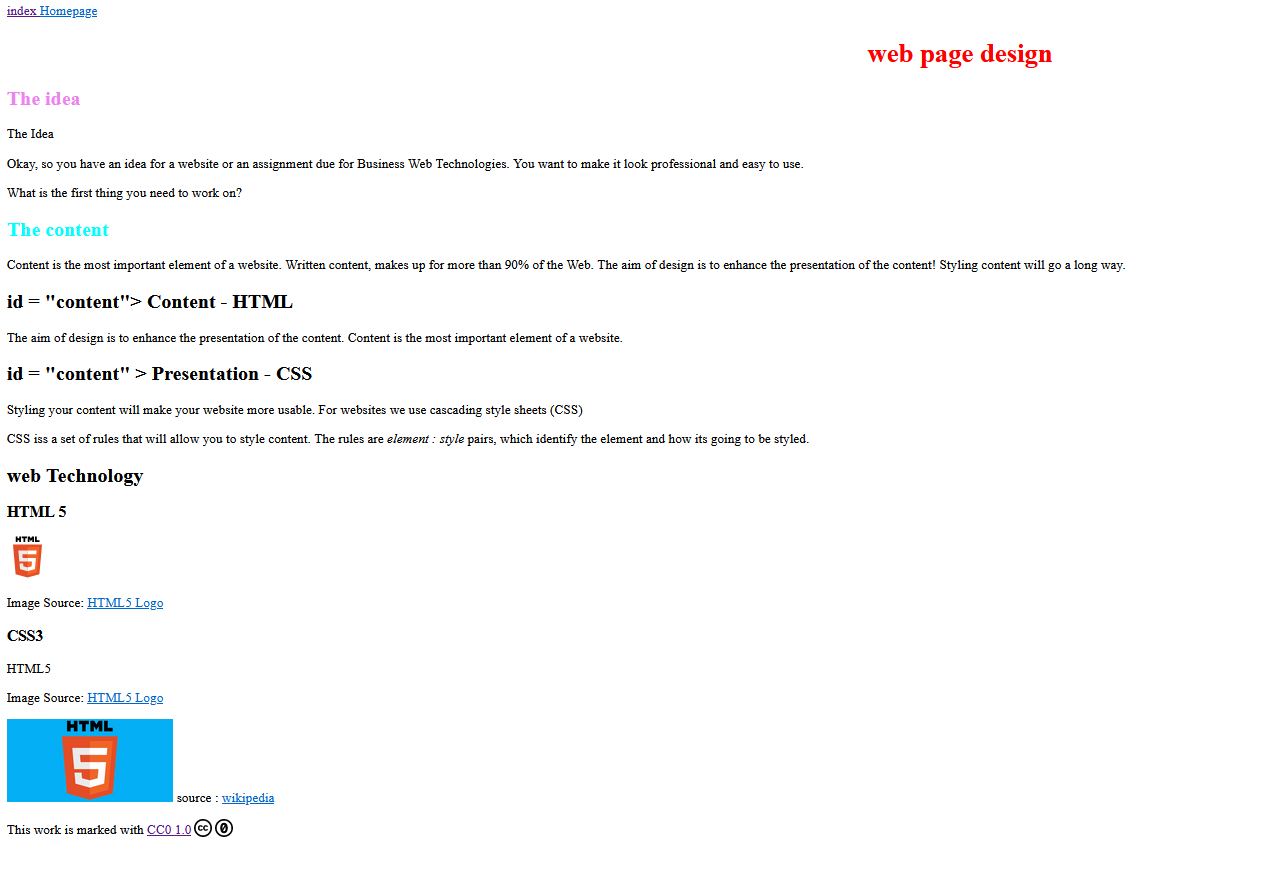 index Homepage
web page design
The idea
The Idea
Okay, so you have an idea for a website or an assignment due for Business Web Technologies. You want to make it look professional and easy to use.
What is the first thing you need to work on?
The content
Content is the most important element of a website. Written content, makes up for more than 90% of the Web. The aim of design is to enhance the presentation of the content! Styling content will go a long way.
id = "content"> Content - HTML
The aim of design is to enhance the presentation of the content. Content is the most important element of a website.
id = "content" > Presentation - CSS
Styling your content will make your website more usable. For websites we use cascading style sheets (CSS)
CSS iss a set of rules that will allow you to style content. The rules are element : style pairs, which identify the element and how its going to be styled.
web Technology
HTML 5
HTML
5
Image Source: HTML5 Logo
CSS3
HTML5
Image Source: HTML5 Logo
HTML
5
source : wikipedia
This work is marked with CC0 1.0 cc 0